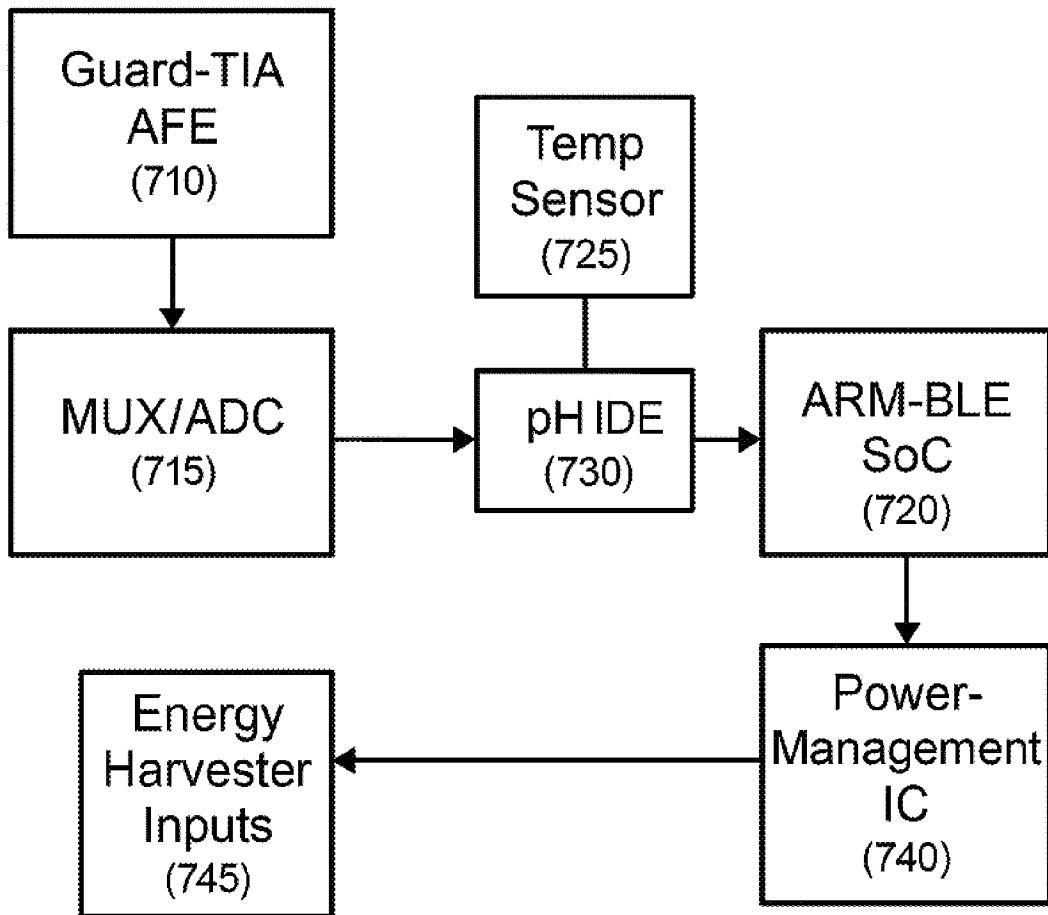 Guard-TIA
AFE
(710)
Temp
Sensor
(725)
MUX/ADC
(715)
pH IDE
(730)
ARM-BLE
SoC
(720)
Energy
Harvester
Inputs
(745)
Power-
Management
IC
(740)